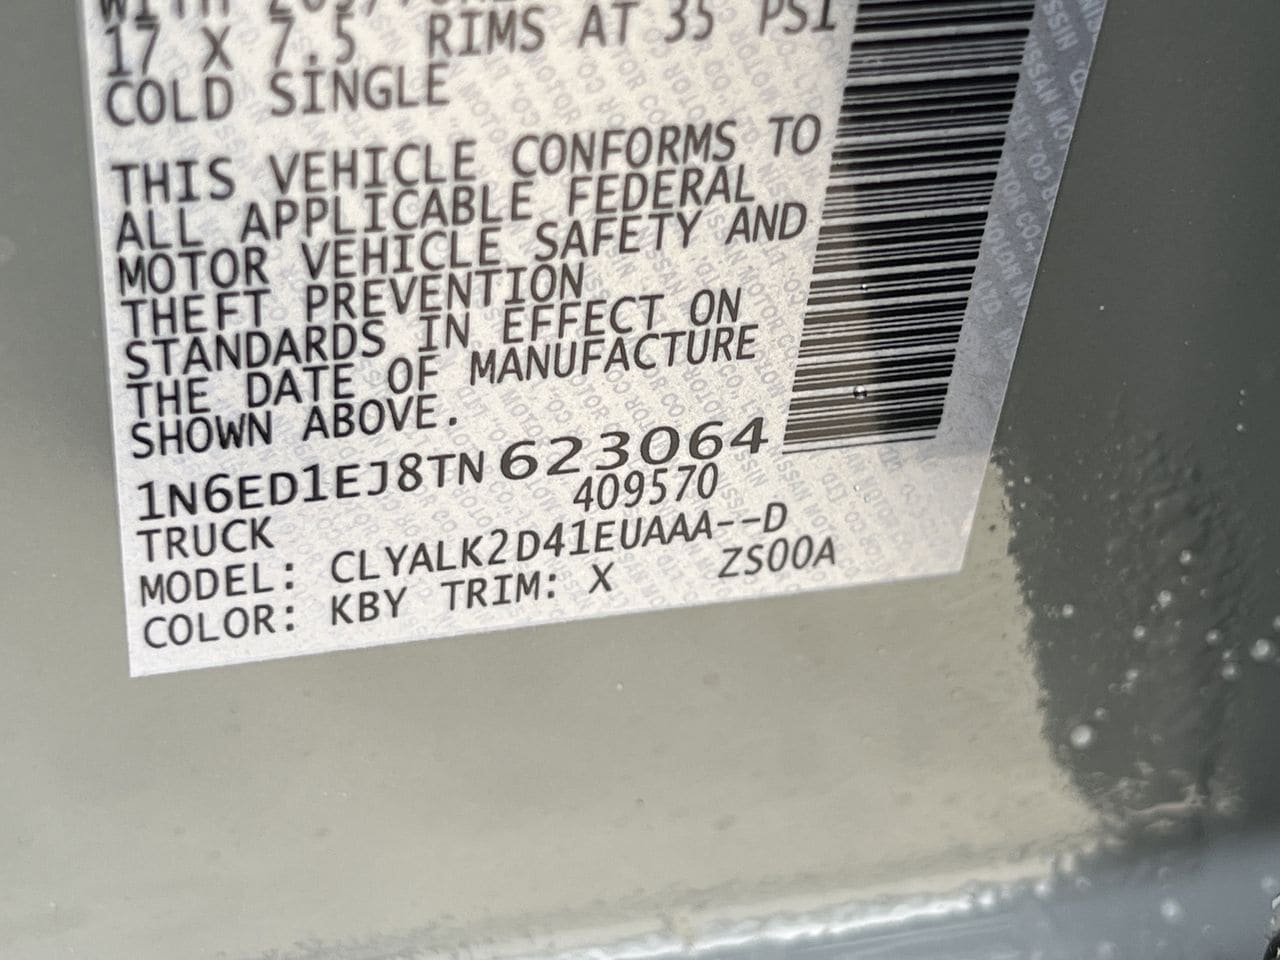 17 X 7.5 RIMS AT 35 PSI
COLD SINGLE
THIS VEHICLE CONFORMS TO
ALL APPLICABLE FEDERAL
MOTOR VEHICLE SAFETY AND
THEFT PREVENTION
STANDARDS IN EFFECT ON
THE DATE OF MANUFACTURE
SHOWN ABOVE.
1N6ED1EJ8TN623064
TRUCK 409570
MODEL: CLYALK2D41EUAAA--D
COLOR: KBY TRIM: X ZS00A